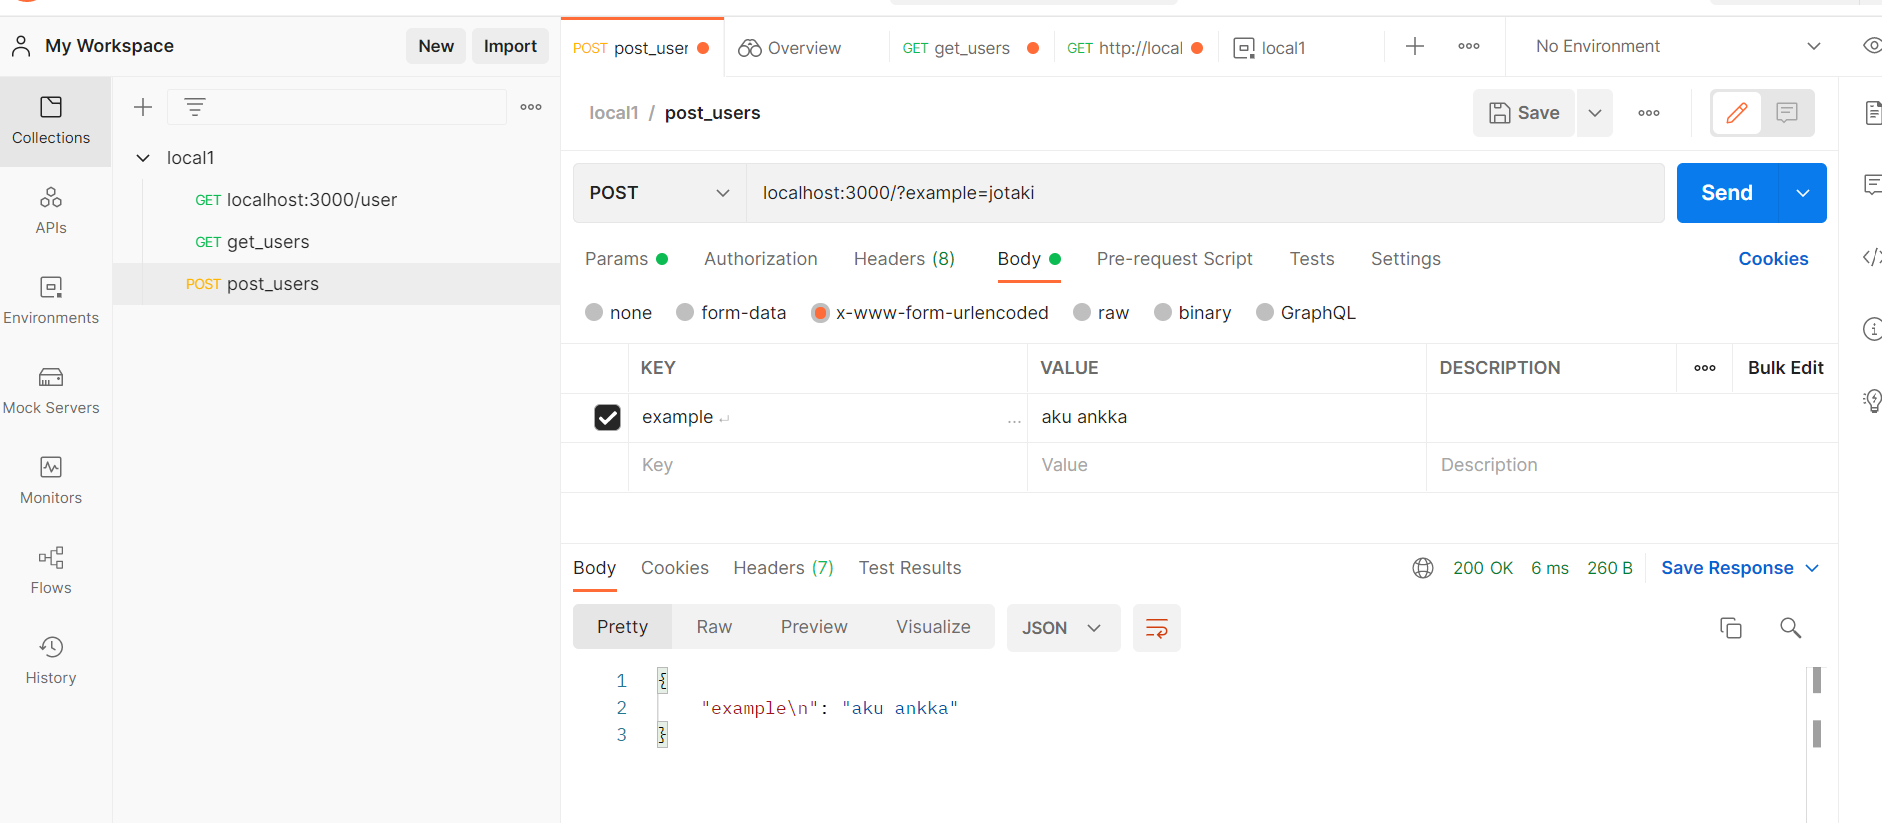 My Workspace
New
Import
POST post_user
Overview
GET get_users
GET http://local
local1
No Environment
Collections
APIs
Environments
Mock Servers
Monitors
Flows
History
local1
GET localhost:3000/user
GET get_users
POST post_users
local1 / post_users
Save
POST
localhost:3000/?example=jotaki
Send
Params
Authorization
Headers (8)
Body
Pre-request Script
Tests
Settings
Cookies
none
form-data
x-www-form-urlencoded
raw
binary
GraphQL
KEY
VALUE
DESCRIPTION
Bulk Edit
example
aku ankka
Key
Value
Description
Body
Cookies
Headers (7)
Test Results
200 OK
6 ms
260 B
Save Response
Pretty
Raw
Preview
Visualize
JSON
1 {
2 "example\n": "aku ankka"
3 }